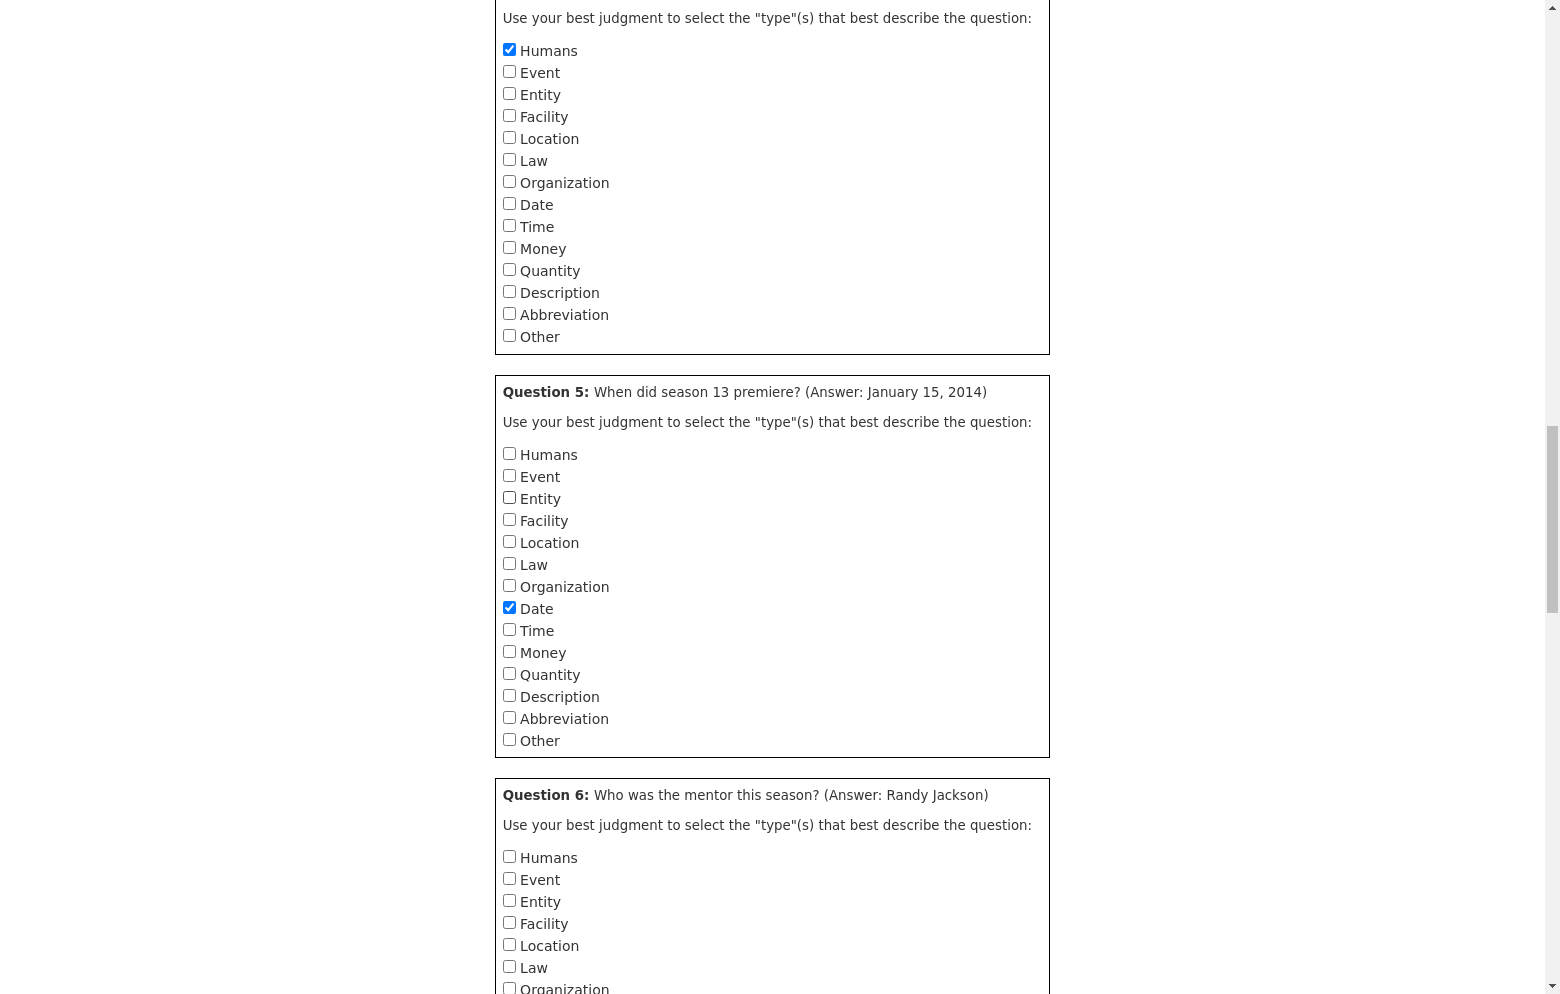 Use your best judgment to select the "type"(s) that best describe the question:
Humans
Event
Entity
Facility
Location
Law
Organization
Date
Time
Money
Quantity
Description
Abbreviation
Other
Question 5: When did season 13 premiere? (Answer: January 15, 2014)
Use your best judgment to select the "type"(s) that best describe the question:
Humans
Event
Entity
Facility
Location
Law
Organization
Date
Time
Money
Quantity
Description
Abbreviation
Other
Question 6: Who was the mentor this season? (Answer: Randy Jackson)
Use your best judgment to select the "type"(s) that best describe the question:
Humans
Event
Entity
Facility
Location
Law
Organization